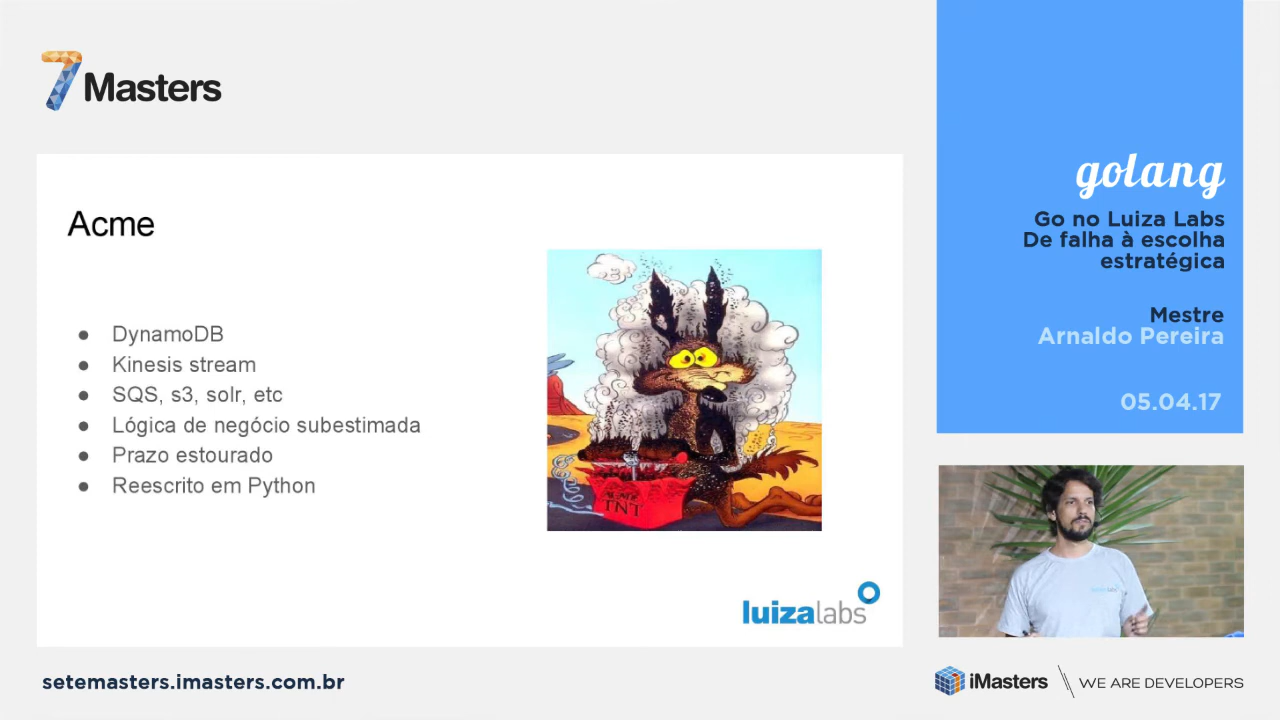 7Masters
Acme
● DynamoDB
● Kinesis stream
● SQS, s3, solr, etc
● Lógica de negócio subestimada
● Prazo estourado
● Reescrito em Python
ACME
TNT
luizalabs
golang
Go no Luiza Labs
De falha à escolha
estratégica
Mestre
Arnaldo Pereira
05.04.17
setemasters.imasters.com.br
iMasters
WE ARE DEVELOPERS